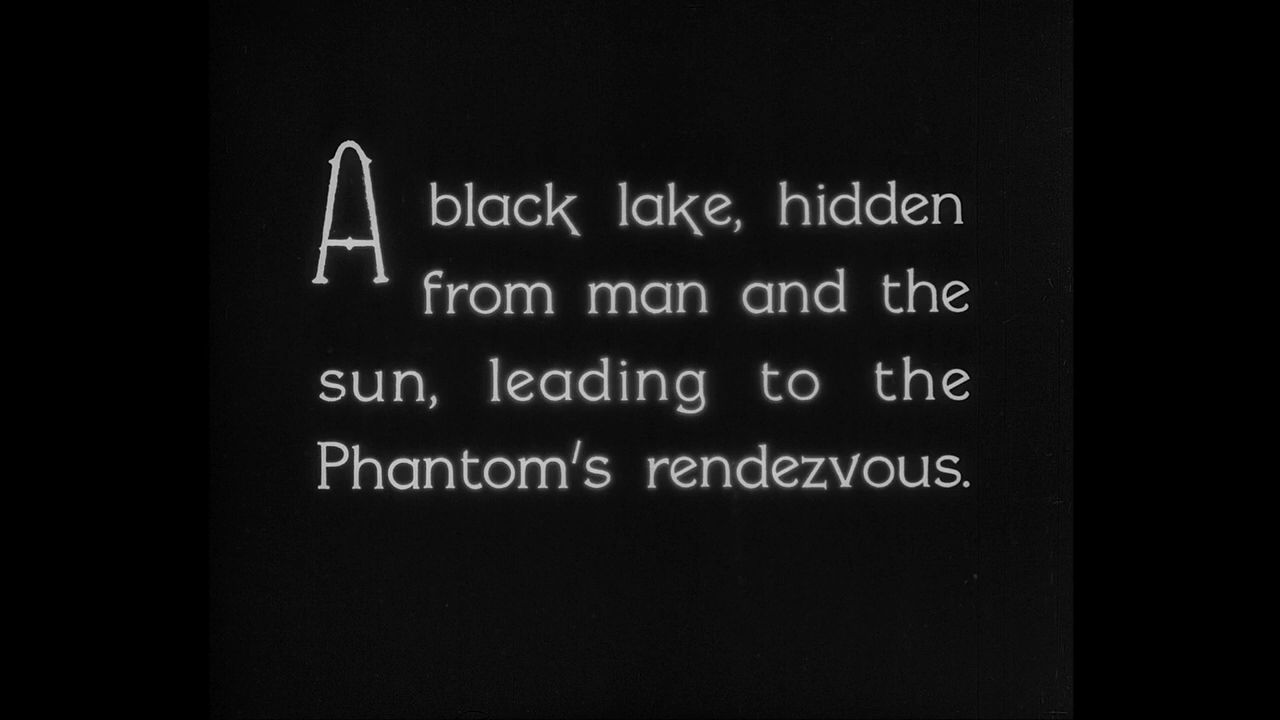 A black lake, hidden
from man and the
sun, leading to the
Phantom's rendezvous.